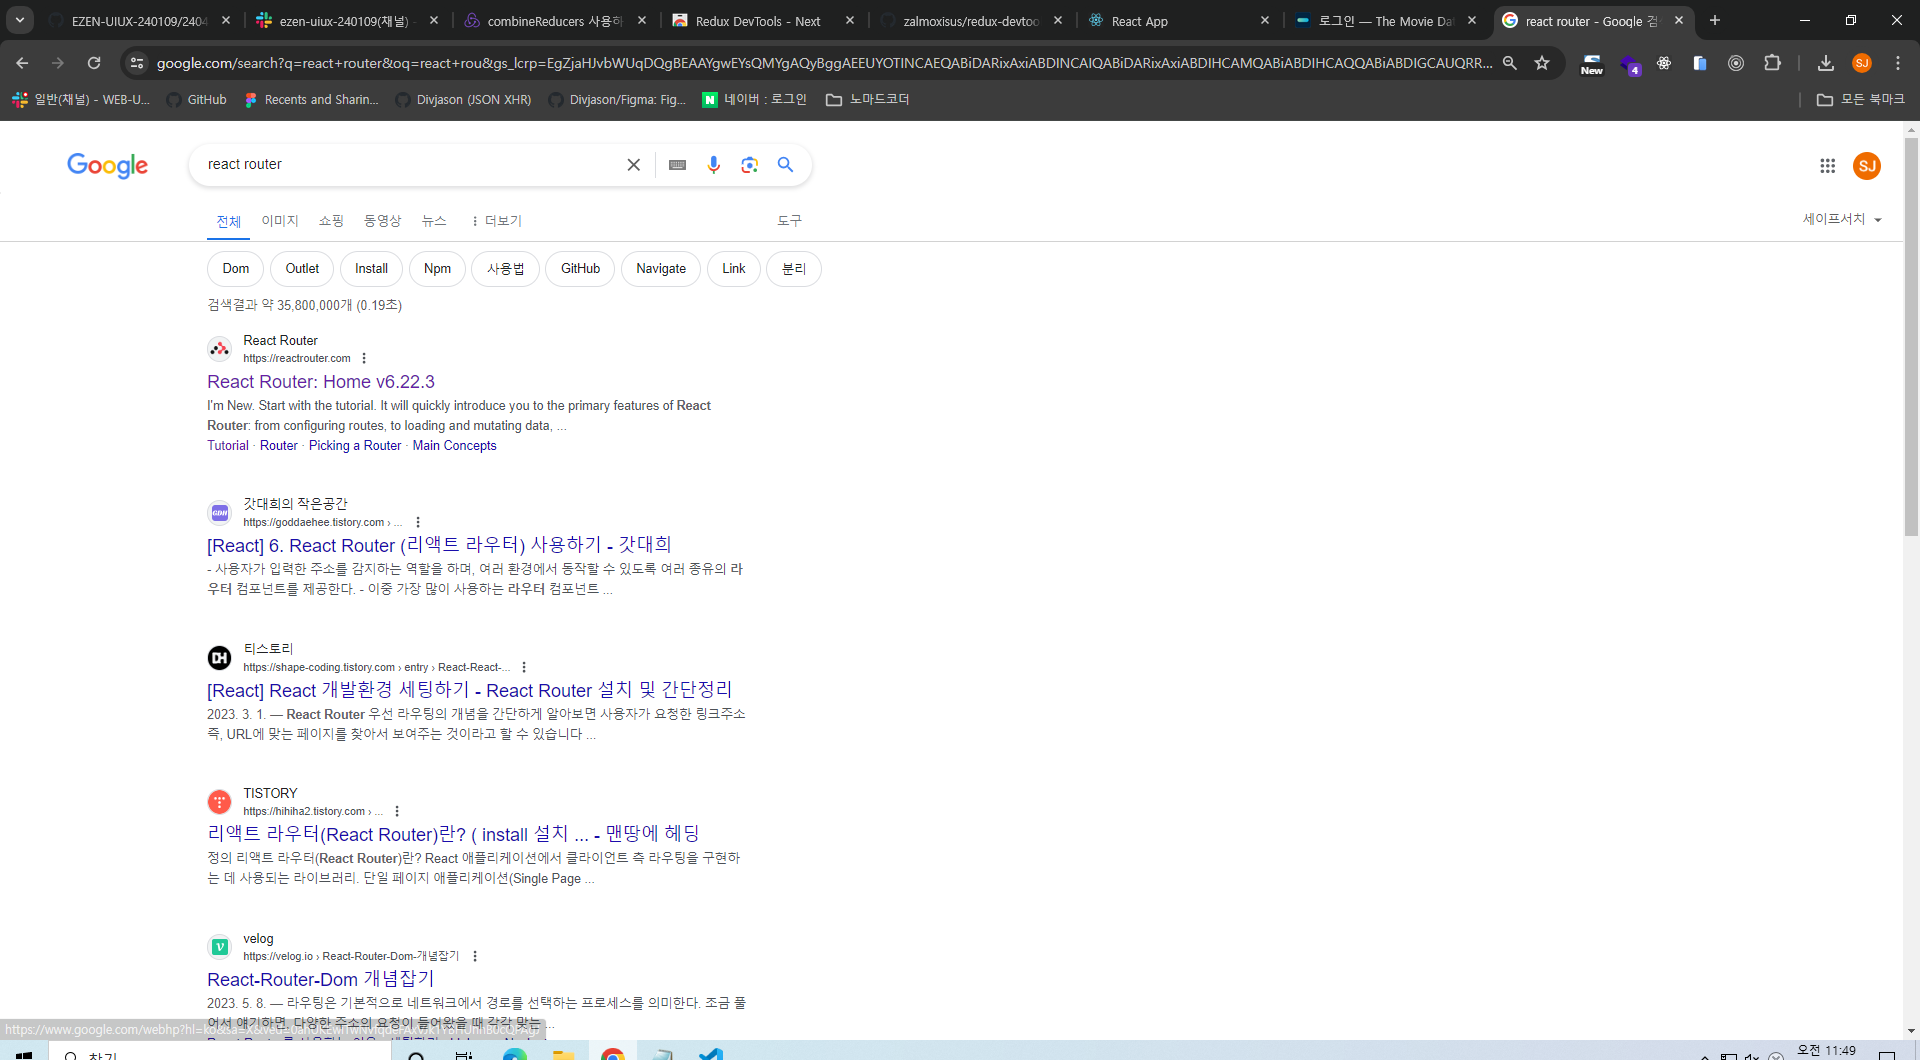 EZEN-UIUX-240109/2404
ezen-uiux-240109(채널) -
combineReducers 사용하
Redux DevTools - Next
zalmoxisus/redux-devtoo
React App
로그인 — The Movie Dat
react router - Google 검
google.com/search?q=react+router&oq=react+rou&gs_lcrp=EgZjaHJvbWUqDQgBEAAYgwEYsQMYgAQyBggAEEUYOTINCAEQABiDARixAxiABDINCAIQABiDARixAxiABDIHCAMQABiABDIHCAQQABiABDIGCAUQRR...
New
4
SJ
일반(채널) - WEB-U...
GitHub
Recents and Sharin...
Divjason (JSON XHR)
Divjason/Figma: Fig...
네이버 : 로그인
노마드코더
모든 북마크
Google
react router
SJ
전체
이미지
쇼핑
동영상
뉴스
더보기
도구
세이프서치
Dom
Outlet
Install
Npm
사용법
GitHub
Navigate
Link
분리
검색결과 약 35,800,000개 (0.19초)
React Router
https://reactrouter.com
React Router: Home v6.22.3
I'm New. Start with the tutorial. It will quickly introduce you to the primary features of React
Router: from configuring routes, to loading and mutating data, ...
Tutorial · Router · Picking a Router · Main Concepts
GDH
갓대희의 작은공간
https://goddaehee.tistory.com › ...
[React] 6. React Router (리액트 라우터) 사용하기 - 갓대희
- 사용자가 입력한 주소를 감지하는 역할을 하며, 여러 환경에서 동작할 수 있도록 여러 종유의 라
우터 컴포넌트를 제공한다. - 이중 가장 많이 사용하는 라우터 컴포넌트 ...
DH
티스토리
https://shape-coding.tistory.com › entry › React-React-...
[React] React 개발환경 세팅하기 - React Router 설치 및 간단정리
2023. 3. 1. — React Router 우선 라우팅의 개념을 간단하게 알아보면 사용자가 요청한 링크주소
즉, URL에 맞는 페이지를 찾아서 보여주는 것이라고 할 수 있습니다 ...
TISTORY
https://hihiha2.tistory.com › ...
리액트 라우터(React Router)란? ( install 설치 ... - 맨땅에 헤딩
정의 리액트 라우터(React Router)란? React 애플리케이션에서 클라이언트 측 라우팅을 구현하
는 데 사용되는 라이브러리. 단일 페이지 애플리케이션(Single Page ...
velog
https://velog.io › React-Router-Dom-개념잡기
React-Router-Dom 개념잡기
2023. 5. 8. — 라우팅은 기본적으로 네트워크에서 경로를 선택하는 프로세스를 의미한다. 조금 풀
어서 얘기하면, 다양한 주소의 요청이 들어왔을 때 각각 맞는 ...
찾기
오전 11:49